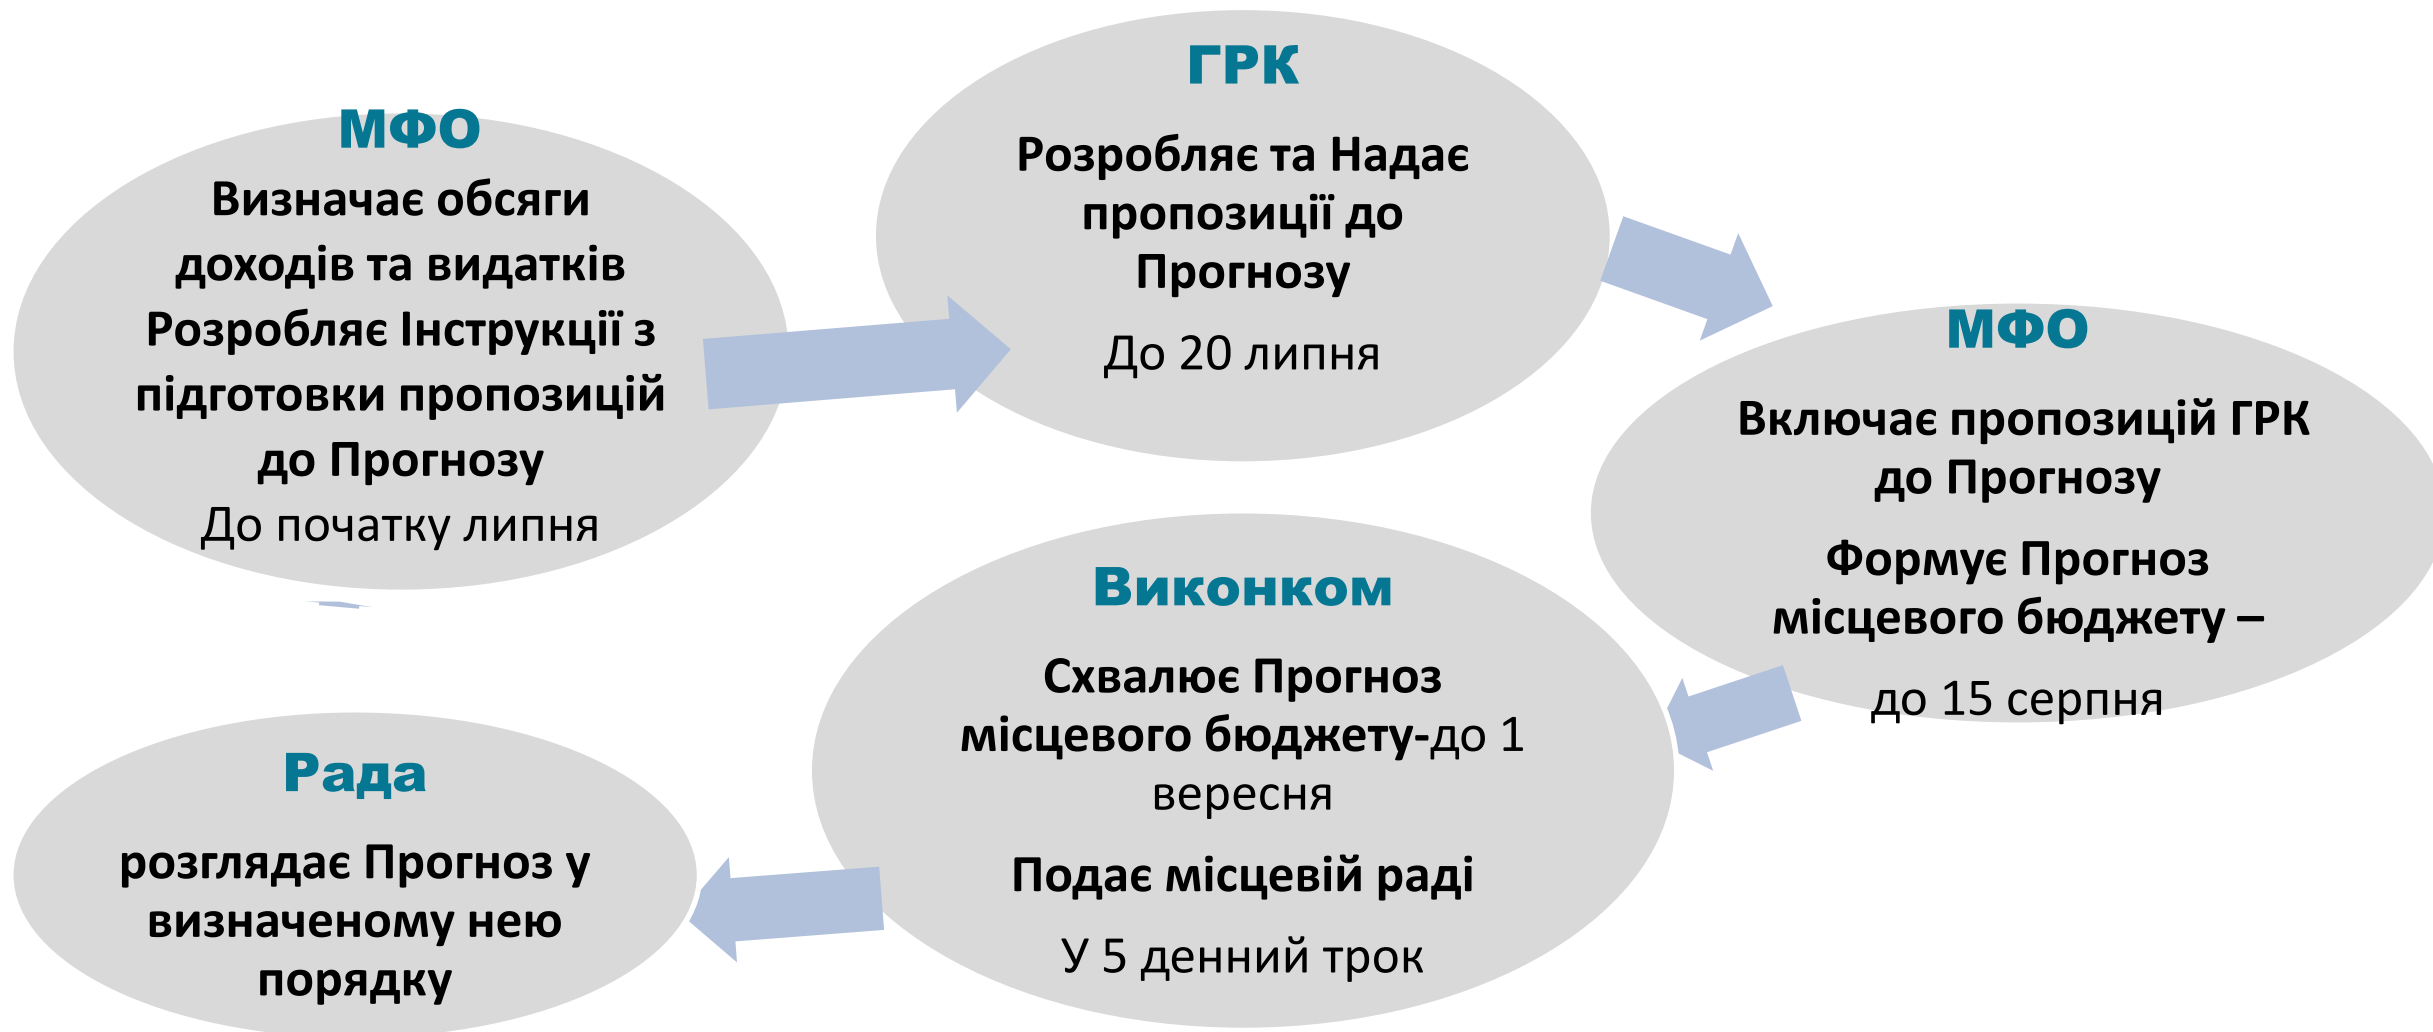 МФО
Визначає обсяги
доходів та видатків
Розробляє Інструкції з
підготовки пропозицій
до Прогнозу
До початку липня
ГРК
Розробляє та Надає
пропозиції до
Прогнозу
До 20 липня
МФО
Включає пропозицій ГРК
до Прогнозу
Формує Прогноз
місцевого бюджету –
до 15 серпня
Виконком
Схвалює Прогноз
місцевого бюджету-до 1
вересня
Подає місцевій раді
У 5 денний трок
Рада
розглядає Прогноз у
визначеному нею
порядку